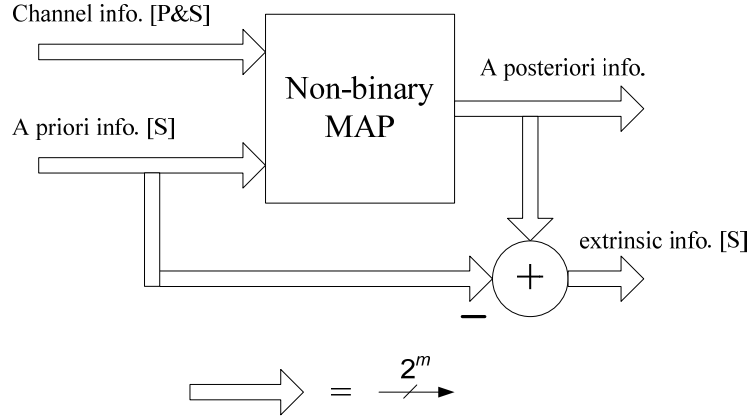 Channel info. [P&S]
Non-binary
MAP
A posteriori info.
A priori info. [S]
extrinsic info. [S]
+
−
= 2^m